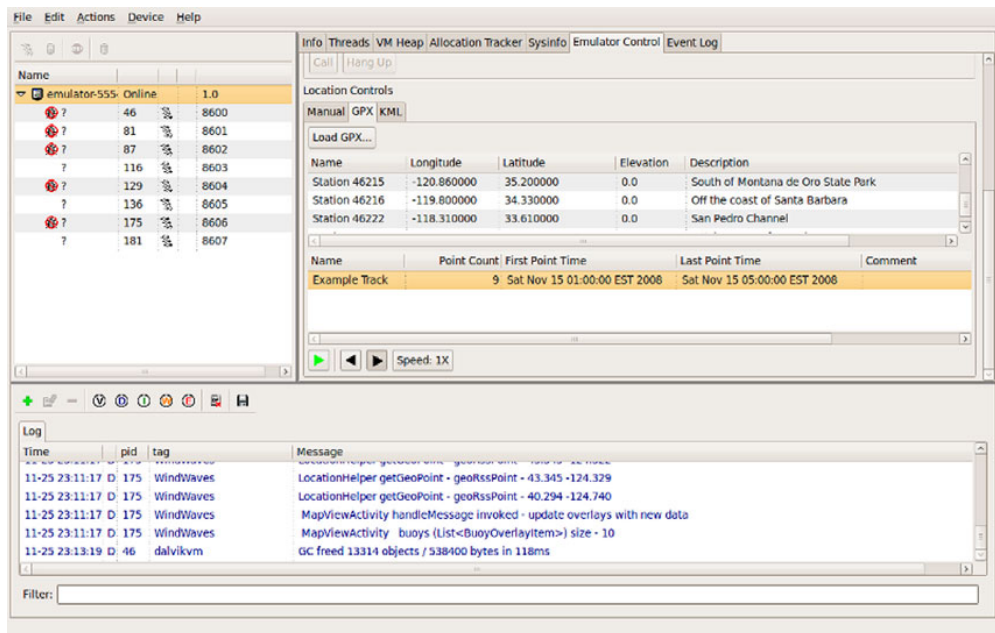 File Edit Actions Device Help
Name
emulator-555 Online 1.0
? 46 8600
? 81 8601
? 87 8602
? 116 8603
? 129 8604
? 136 8605
? 175 8606
? 181 8607
Info Threads VM Heap Allocation Tracker Sysinfo Emulator Control Event Log
Call Hang Up
Location Controls
Manual GPX KML
Load GPX...
Name Longitude Latitude Elevation Description
Station 46215 -120.860000 35.200000 0.0 South of Montana de Oro State Park
Station 46216 -119.800000 34.330000 0.0 Off the coast of Santa Barbara
Station 46222 -118.310000 33.610000 0.0 San Pedro Channel
Name Point Count First Point Time Last Point Time Comment
Example Track 9 Sat Nov 15 01:00:00 EST 2008 Sat Nov 15 05:00:00 EST 2008
Speed: 1X
V D I W E
Log
Time pid tag Message
11-25 23:11:17 D 175 WindWaves LocationHelper getGeoPoint - geoRssPoint - 43.345 -124.329
11-25 23:11:17 D 175 WindWaves LocationHelper getGeoPoint - geoRssPoint - 40.294 -124.740
11-25 23:11:17 D 175 WindWaves MapViewActivity handleMessage invoked - update overlays with new data
11-25 23:11:17 D 175 WindWaves MapViewActivity buoys (List<BuoyOverlayItem>) size - 10
11-25 23:13:19 D 46 dalvikvm GC freed 13314 objects / 538400 bytes in 118ms
Filter: